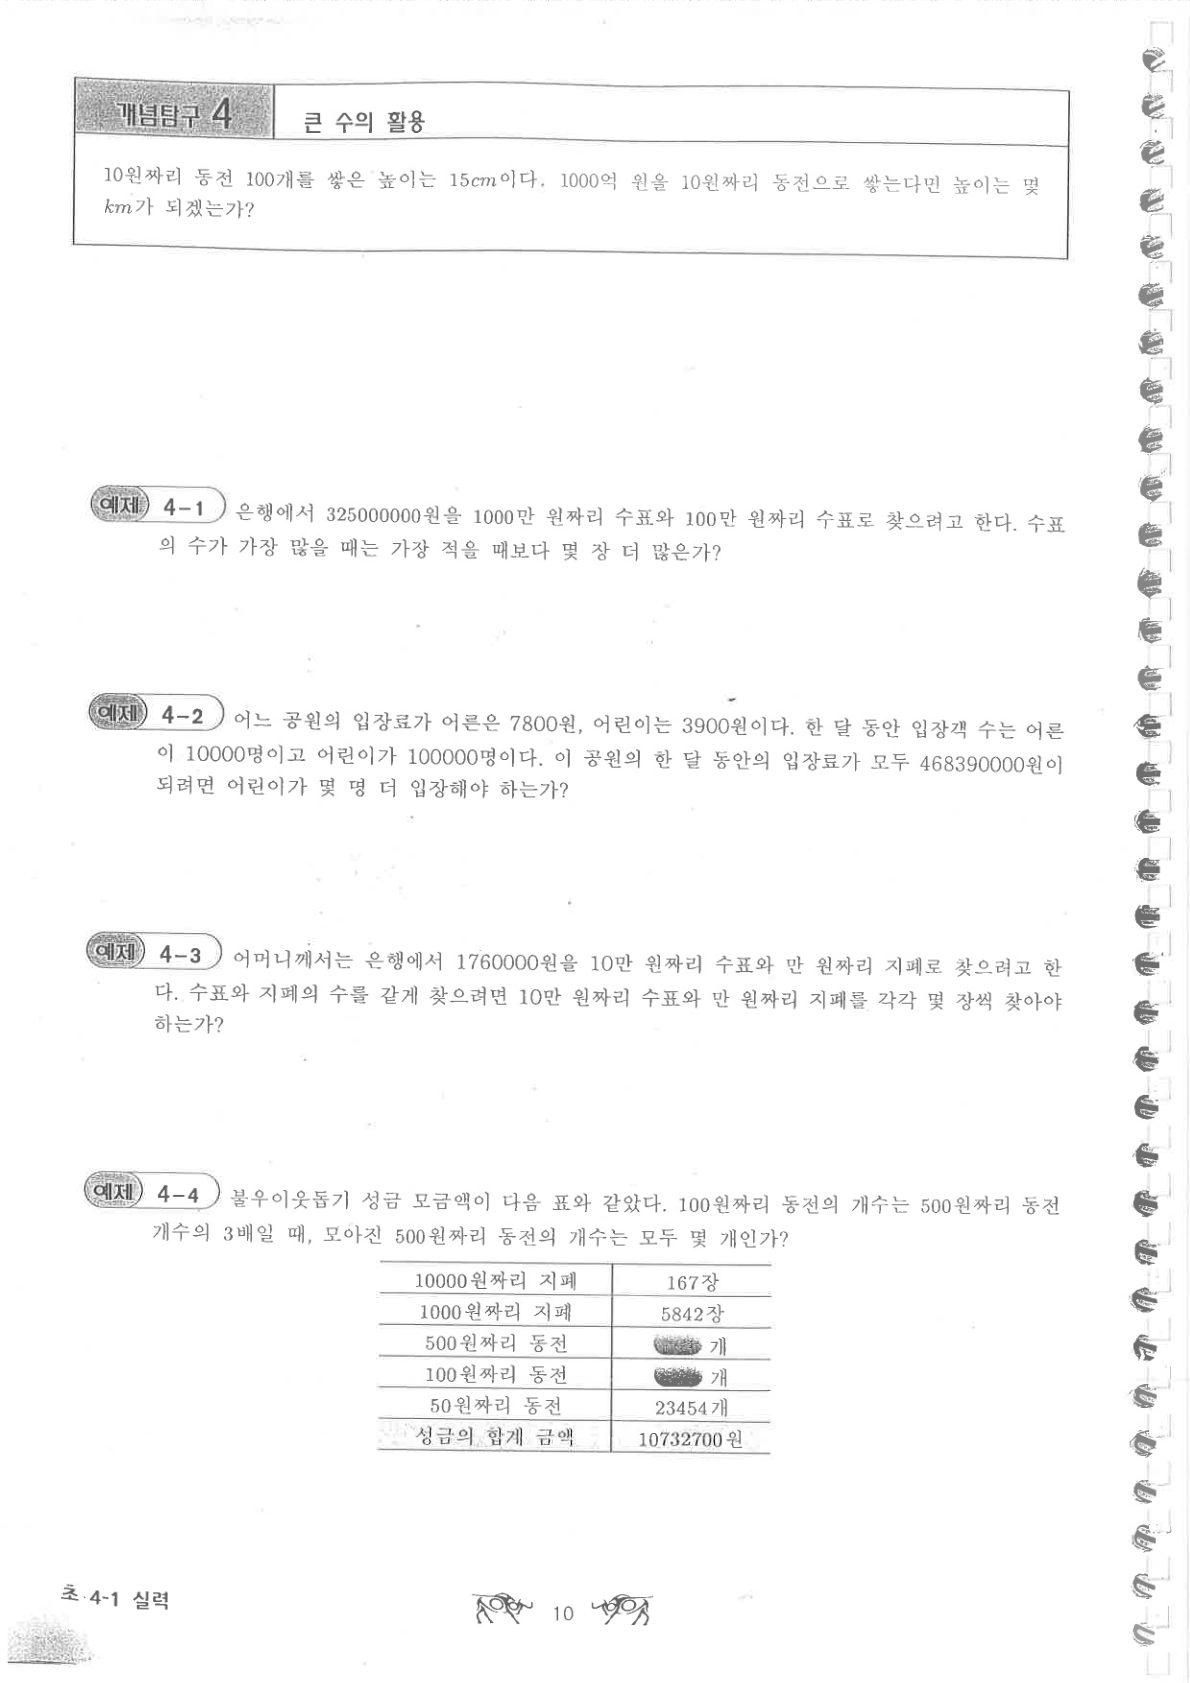 개념탐구 4
큰 수의 활용
10원짜리 동전 100개를 쌓은 높이는 15cm이다. 1000억 원을 10원짜리 동전으로 쌓는다면 높이는 몇
km가 되겠는가?
예제 4-1 은행에서 325000000원을 1000만 원짜리 수표와 100만 원짜리 수표로 찾으려고 한다. 수표
의 수가 가장 많을 때는 가장 적을 때보다 몇 장 더 많은가?
예제 4-2 어느 공원의 입장료가 어른은 7800원, 어린이는 3900원이다. 한 달 동안 입장객 수는 어른
이 10000명이고 어린이가 100000명이다. 이 공원의 한 달 동안의 입장료가 모두 468390000원이
되려면 어린이가 몇 명 더 입장해야 하는가?
예제 4-3 어머니께서는 은행에서 1760000원을 10만 원짜리 수표와 만 원짜리 지폐로 찾으려고 한
다. 수표와 지폐의 수를 같게 찾으려면 10만 원짜리 수표와 만 원짜리 지폐를 각각 몇 장씩 찾아야
하는가?
예제 4-4 불우이웃돕기 성금 모금액이 다음 표와 같았다. 100원짜리 동전의 개수는 500원짜리 동전
개수의 3배일 때, 모아진 500원짜리 동전의 개수는 모두 몇 개인가?
10000원짜리 지폐 167장
1000원짜리 지폐 5842장
500원짜리 동전 개
100원짜리 동전 개
50원짜리 동전 23454개
성금의 합계 금액 10732700원
초·4-1 실력
10